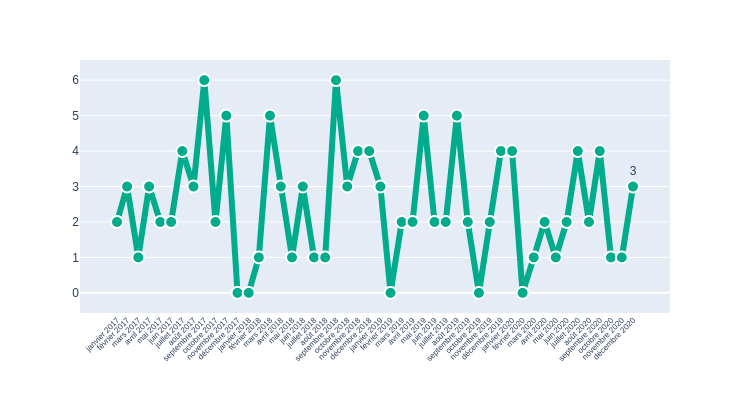 6
5
4
3
3
2
1
0
janvier 2017
février 2017
mars 2017
avril 2017
mai 2017
juin 2017
juillet 2017
août 2017
septembre 2017
octobre 2017
novembre 2017
décembre 2017
janvier 2018
février 2018
mars 2018
avril 2018
mai 2018
juin 2018
juillet 2018
août 2018
septembre 2018
octobre 2018
novembre 2018
décembre 2018
janvier 2019
février 2019
mars 2019
avril 2019
mai 2019
juin 2019
juillet 2019
août 2019
septembre 2019
octobre 2019
novembre 2019
décembre 2019
janvier 2020
février 2020
mars 2020
avril 2020
mai 2020
juin 2020
juillet 2020
août 2020
septembre 2020
octobre 2020
novembre 2020
décembre 2020